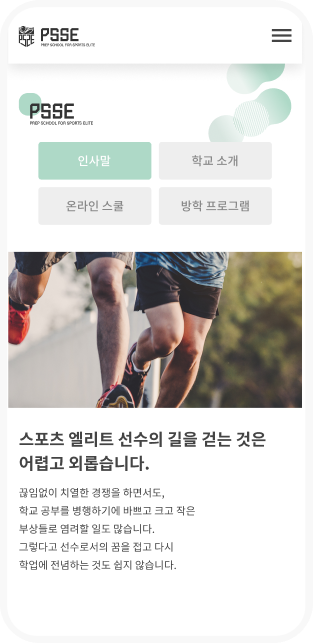 PSSE
PREP SCHOOL FOR SPORTS ELITE
PSSE
PREP SCHOOL FOR SPORTS ELITE
인사말
학교 소개
온라인 스쿨
방학 프로그램
스포츠 엘리트 선수의 길을 걷는 것은
어렵고 외롭습니다.
끊임없이 치열한 경쟁을 하면서도,
학교 공부를 병행하기에 바쁘고 크고 작은
부상들로 염려할 일도 많습니다.
그렇다고 선수로서의 꿈을 접고 다시
학업에 전념하는 것도 쉽지 않습니다.